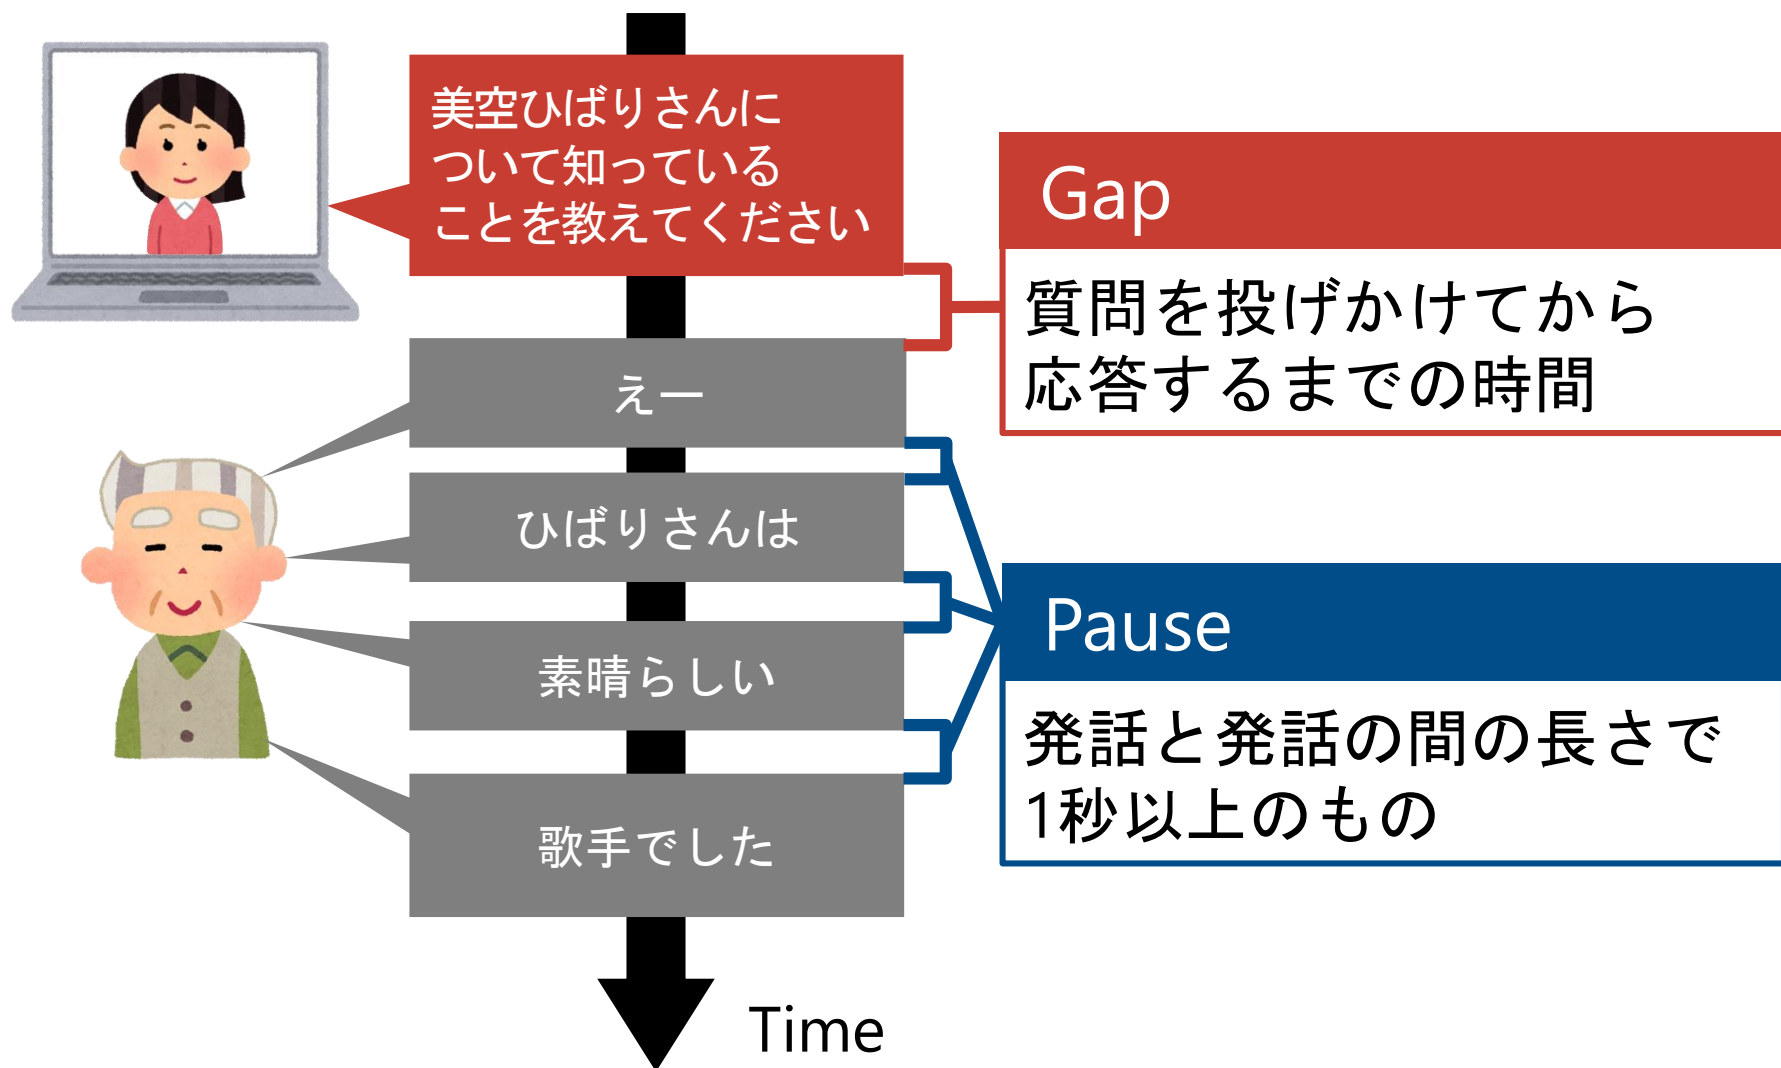 美空ひばりさんに
ついて知っている
ことを教えてください
Gap
質問を投げかけてから
応答するまでの時間
えー
ひばりさんは
素晴らしい
歌手でした
Pause
発話と発話の間の長さで
1秒以上のもの
Time